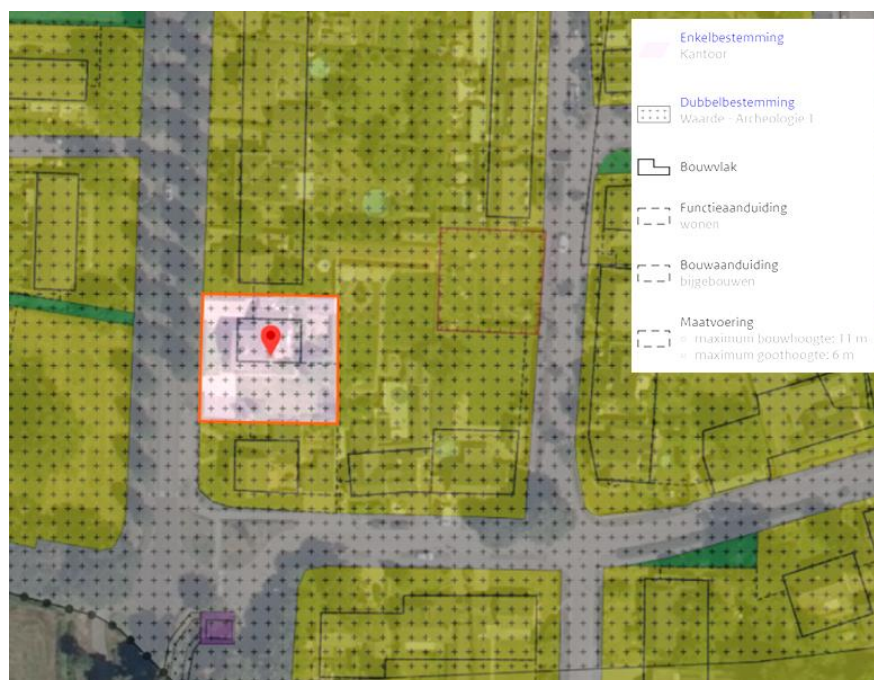 Enkelbestemming
Kantoor
Dubbelbestemming
Waarde - Archeologie 1
Bouwvlak
Functieaanduiding
wonen
Bouwaanduiding
bijgebouwen
Maatvoering
maximum bouwhoogte: 11 m
maximum goothoogte: 6 m